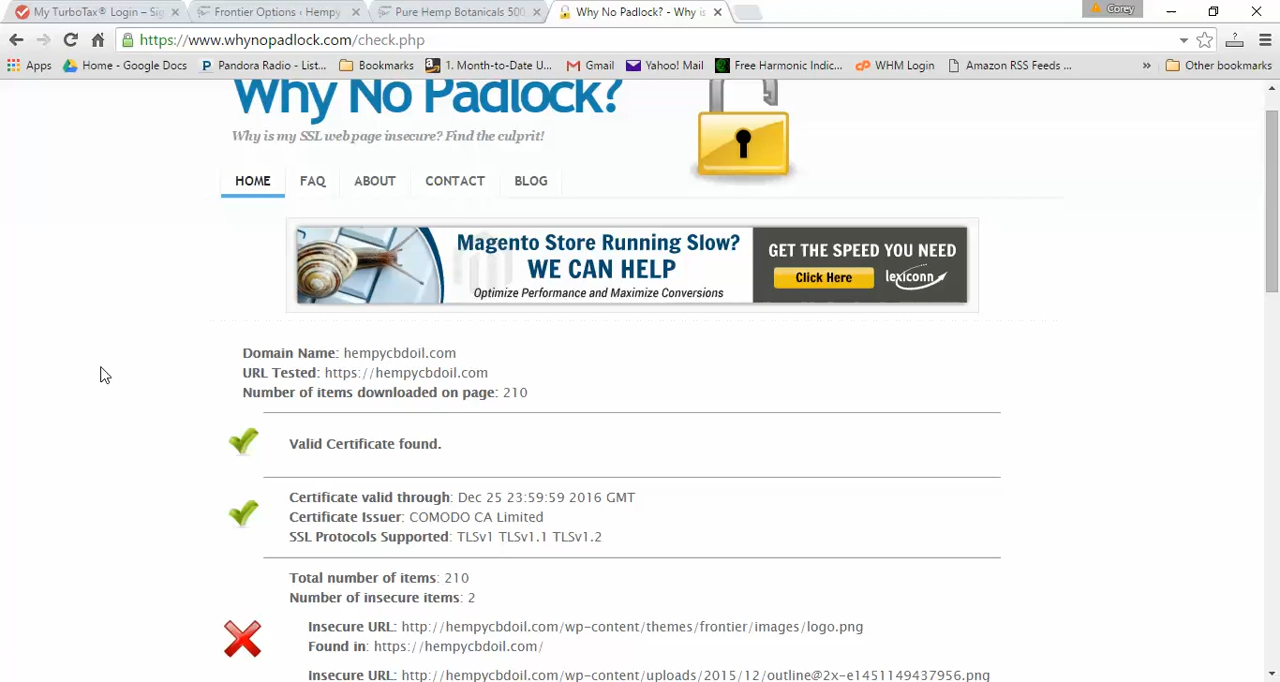 My TurboTax® Login – Sig
Frontier Options ‹ Hempy
Pure Hemp Botanicals 500
Why No Padlock? - Why is
Corey
https://www.whynopadlock.com/check.php
Apps
Home - Google Docs
Pandora Radio - List...
Bookmarks
1. Month-to-Date U...
Gmail
Yahoo! Mail
Free Harmonic Indic...
WHM Login
Amazon RSS Feeds ...
»
Other bookmarks
Why No Padlock?
Why is my SSL web page insecure? Find the culprit!
HOME
FAQ
ABOUT
CONTACT
BLOG
Magento Store Running Slow?
WE CAN HELP
Optimize Performance and Maximize Conversions
GET THE SPEED YOU NEED
Click Here
lexiconn
Domain Name: hempycbdoil.com
URL Tested: https://hempycbdoil.com
Number of items downloaded on page: 210
Valid Certificate found.
Certificate valid through: Dec 25 23:59:59 2016 GMT
Certificate Issuer: COMODO CA Limited
SSL Protocols Supported: TLSv1 TLSv1.1 TLSv1.2
Total number of items: 210
Number of insecure items: 2
Insecure URL: http://hempycbdoil.com/wp-content/themes/frontier/images/logo.png
Found in: https://hempycbdoil.com/
Insecure URL: http://hempycbdoil.com/wp-content/uploads/2015/12/outline@2x-e1451149437956.png